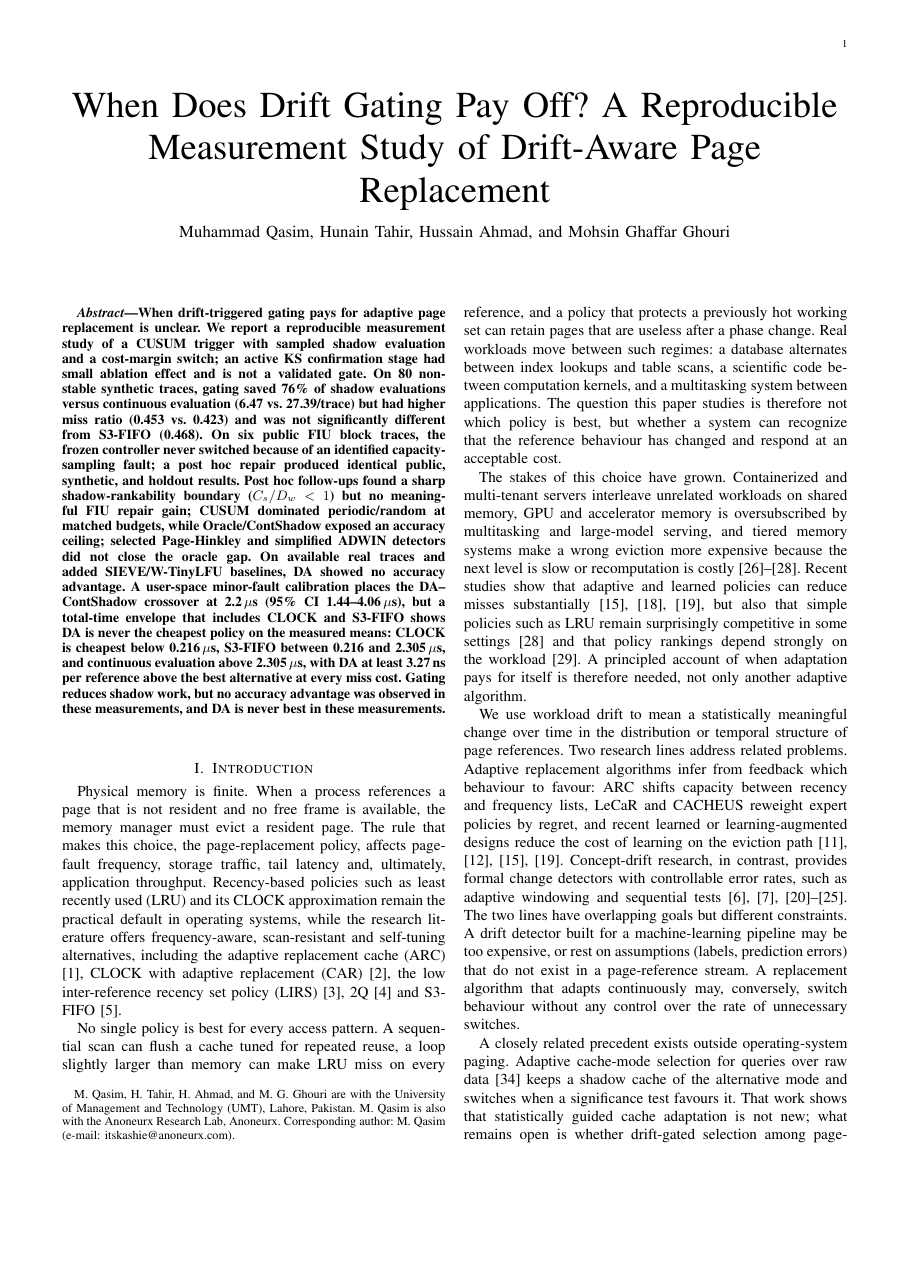 1
When Does Drift Gating Pay Off? A Reproducible
Measurement Study of Drift-Aware Page
Replacement
Muhammad Qasim, Hunain Tahir, Hussain Ahmad, and Mohsin Ghaffar Ghouri
Abstract—When drift-triggered gating pays for adaptive page
replacement is unclear. We report a reproducible measurement
study of a CUSUM trigger with sampled shadow evaluation
and a cost-margin switch; an active KS confirmation stage had
small ablation effect and is not a validated gate. On 80 non-
stable synthetic traces, gating saved 76% of shadow evaluations
versus continuous evaluation (6.47 vs. 27.39/trace) but had higher
miss ratio (0.453 vs. 0.423) and was not significantly different
from S3-FIFO (0.468). On six public FIU block traces, the
frozen controller never switched because of an identified capacity-
sampling fault; a post hoc repair produced identical public,
synthetic, and holdout results. Post hoc follow-ups found a sharp
shadow-rankability boundary (Cs/Dw < 1) but no meaning-
ful FIU repair gain; CUSUM dominated periodic/random at
matched budgets, while Oracle/ContShadow exposed an accuracy
ceiling; selected Page-Hinkley and simplified ADWIN detectors
did not close the oracle gap. On available real traces and
added SIEVE/W-TinyLFU baselines, DA showed no accuracy
advantage. A user-space minor-fault calibration places the DA–
ContShadow crossover at 2.2 µs (95% CI 1.44–4.06 µs), but a
total-time envelope that includes CLOCK and S3-FIFO shows
DA is never the cheapest policy on the measured means: CLOCK
is cheapest below 0.216 µs, S3-FIFO between 0.216 and 2.305 µs,
and continuous evaluation above 2.305 µs, with DA at least 3.27 ns
per reference above the best alternative at every miss cost. Gating
reduces shadow work, but no accuracy advantage was observed in
these measurements, and DA is never best in these measurements.
I. INTRODUCTION
Physical memory is finite. When a process references a
page that is not resident and no free frame is available, the
memory manager must evict a resident page. The rule that
makes this choice, the page-replacement policy, affects page-
fault frequency, storage traffic, tail latency and, ultimately,
application throughput. Recency-based policies such as least
recently used (LRU) and its CLOCK approximation remain the
practical default in operating systems, while the research lit-
erature offers frequency-aware, scan-resistant and self-tuning
alternatives, including the adaptive replacement cache (ARC)
[1], CLOCK with adaptive replacement (CAR) [2], the low
inter-reference recency set policy (LIRS) [3], 2Q [4] and S3-
FIFO [5].
No single policy is best for every access pattern. A sequen-
tial scan can flush a cache tuned for repeated reuse, a loop
slightly larger than memory can make LRU miss on every
M. Qasim, H. Tahir, H. Ahmad, and M. G. Ghouri are with the University
of Management and Technology (UMT), Lahore, Pakistan. M. Qasim is also
with the Anoneurx Research Lab, Anoneurx. Corresponding author: M. Qasim
(e-mail: itskashie@anoneurx.com).
reference, and a policy that protects a previously hot working
set can retain pages that are useless after a phase change. Real
workloads move between such regimes: a database alternates
between index lookups and table scans, a scientific code be-
tween computation kernels, and a multitasking system between
applications. The question this paper studies is therefore not
which policy is best, but whether a system can recognize
that the reference behaviour has changed and respond at an
acceptable cost.
The stakes of this choice have grown. Containerized and
multi-tenant servers interleave unrelated workloads on shared
memory, GPU and accelerator memory is oversubscribed by
multitasking and large-model serving, and tiered memory
systems make a wrong eviction more expensive because the
next level is slow or recomputation is costly [26]–[28]. Recent
studies show that adaptive and learned policies can reduce
misses substantially [15], [18], [19], but also that simple
policies such as LRU remain surprisingly competitive in some
settings [28] and that policy rankings depend strongly on
the workload [29]. A principled account of when adaptation
pays for itself is therefore needed, not only another adaptive
algorithm.
We use workload drift to mean a statistically meaningful
change over time in the distribution or temporal structure of
page references. Two research lines address related problems.
Adaptive replacement algorithms infer from feedback which
behaviour to favour: ARC shifts capacity between recency
and frequency lists, LeCaR and CACHEUS reweight expert
policies by regret, and recent learned or learning-augmented
designs reduce the cost of learning on the eviction path [11],
[12], [15], [19]. Concept-drift research, in contrast, provides
formal change detectors with controllable error rates, such as
adaptive windowing and sequential tests [6], [7], [20]–[25].
The two lines have overlapping goals but different constraints.
A drift detector built for a machine-learning pipeline may be
too expensive, or rest on assumptions (labels, prediction errors)
that do not exist in a page-reference stream. A replacement
algorithm that adapts continuously may, conversely, switch
behaviour without any control over the rate of unnecessary
switches.
A closely related precedent exists outside operating-system
paging. Adaptive cache-mode selection for queries over raw
data [34] keeps a shadow cache of the alternative mode and
switches when a significance test favours it. That work shows
that statistically guided cache adaptation is not new; what
remains open is whether drift-gated selection among page-